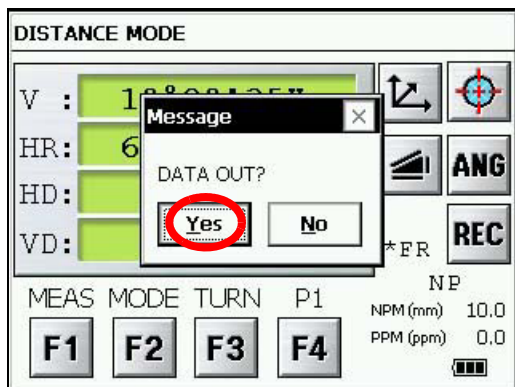 DISTANCE MODE
V :
HR: 6
HD:
VD:
Message
DATA OUT?
Yes No
ANG
*FR REC
MEAS MODE TURN P1
F1 F2 F3 F4
NP
NPM (mm) 10.0
PPM (ppm) 0.0